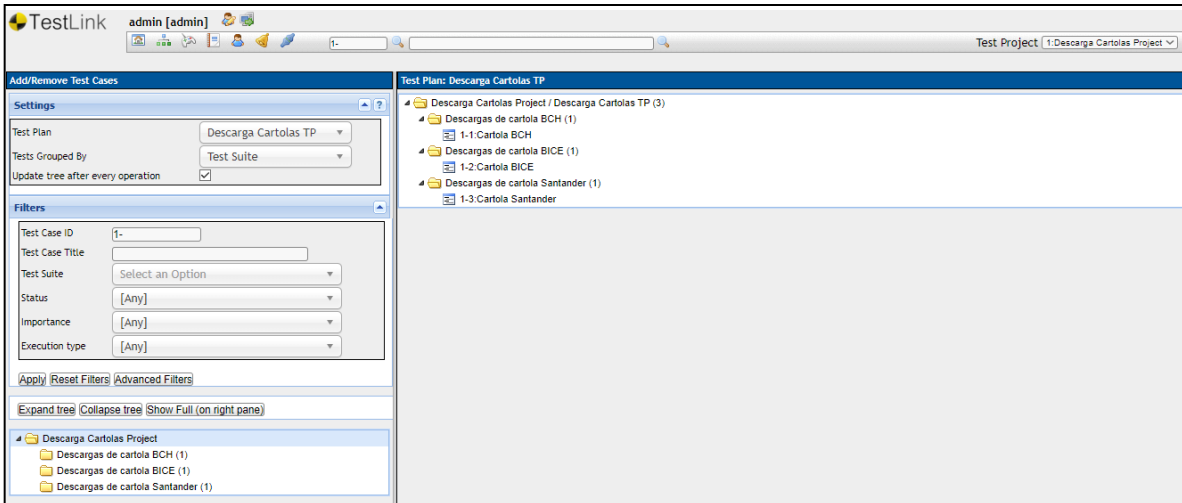 TestLink admin [admin]
1- Test Project 1:Descarga Cartolas Project
Add/Remove Test Cases
Settings ?
Test Plan Descarga Cartolas TP
Tests Grouped By Test Suite
Update tree after every operation
Filters
Test Case ID 1-
Test Case Title
Test Suite Select an Option
Status [Any]
Importance [Any]
Execution type [Any]
Apply Reset Filters Advanced Filters
Expand tree Collapse tree Show Full (on right pane)
Descarga Cartolas Project
Descargas de cartola BCH (1)
Descargas de cartola BICE (1)
Descargas de cartola Santander (1)
Test Plan: Descarga Cartolas TP
Descarga Cartolas Project / Descarga Cartolas TP (3)
Descargas de cartola BCH (1)
1-1:Cartola BCH
Descargas de cartola BICE (1)
1-2:Cartola BICE
Descargas de cartola Santander (1)
1-3:Cartola Santander